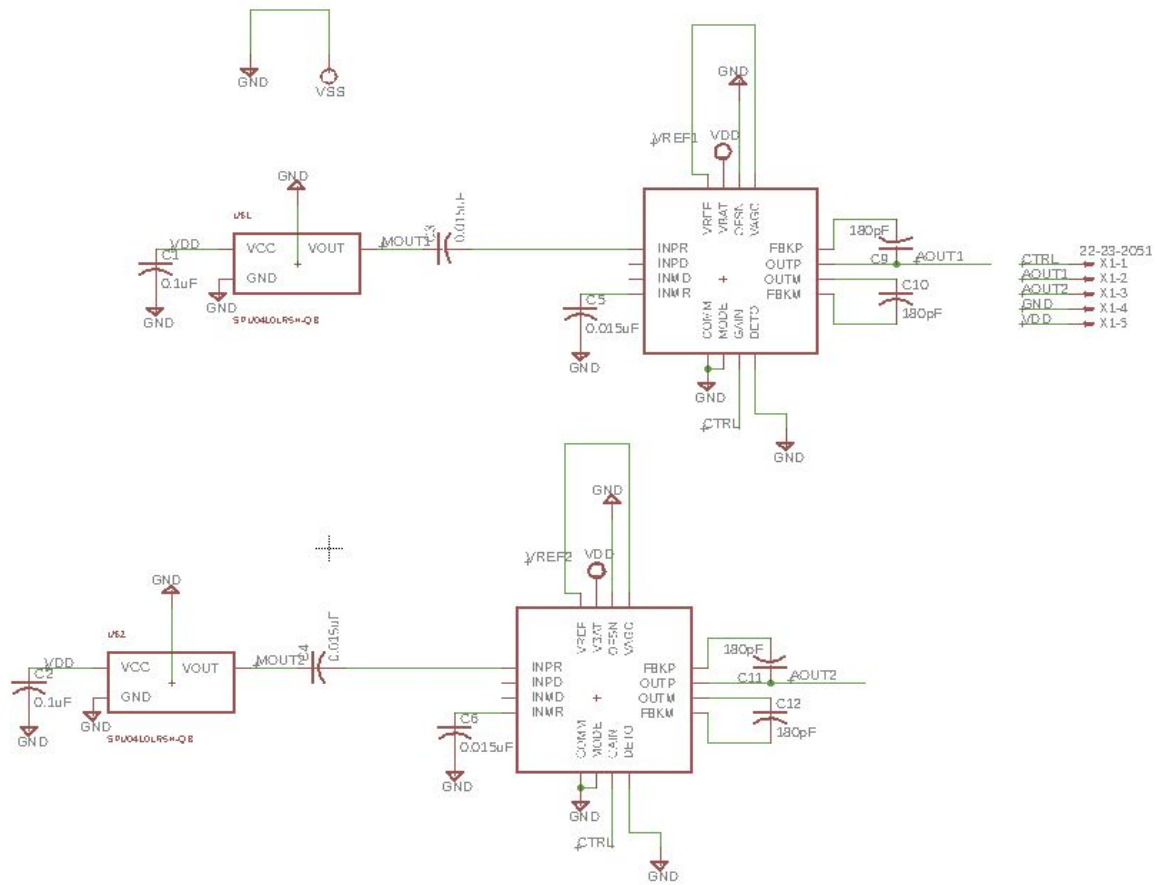 GND
VSS
GND
VREF1
VDD
GND
VREF
VBAT
OFSN
VAGC
VDD
VCC
VOUT
MOUT1
C3
0.015uF
C1
0.1uF
GND
GND
GND
INPR
INPD
INMD
INMR
C5
0.015uF
GND
FBKP
OUTP
OUTM
FBKM
180pF
C9
AOUT1
C10
180pF
COMM
MODE
GAIN
DETO
GND
CTRL
GND
22-23-2051
CTRL X1-1
AOUT1 X1-2
AOUT2 X1-3
GND X1-4
VDD X1-5
GND
VREF2
VDD
GND
VREF
VBAT
OFSN
VAGC
VDD
VCC
VOUT
MOUT2
C4
0.015uF
C2
0.1uF
GND
GND
GND
INPR
INPD
INMD
INMR
C6
0.015uF
GND
FBKP
OUTP
OUTM
FBKM
180pF
C11
AOUT2
C12
180pF
COMM
MODE
GAIN
DETO
GND
CTRL
GND